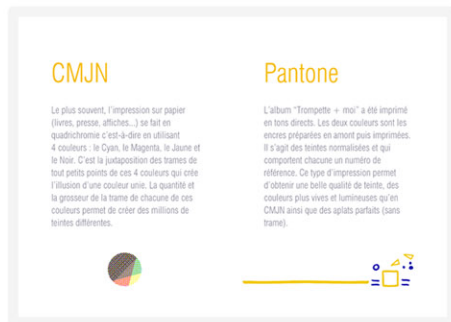 CMJN
Le plus souvent, l'impression sur papier
(livres, presse, affiches...) se fait en
quadrichromie c'est-à-dire en utilisant
4 couleurs : le Cyan, le Magenta, le Jaune et
le Noir. C'est la juxtaposition des trames de
tout petits points de ces 4 couleurs qui crée
l'illusion d'une couleur unie. La quantité et
la grosseur de la trame de chacune de ces
couleurs permet de créer des millions de
teintes différentes.
Pantone
L'album "Trompette + moi" a été imprimé
en tons directs. Les deux couleurs sont les
encres préparées en amont puis imprimées.
Il s'agit des teintes normalisées et qui
comportent chacune un numéro de
référence. Ce type d'impression permet
d'obtenir une belle qualité de teinte, des
couleurs plus vives et lumineuses qu'en
CMJN ainsi que des aplats parfaits (sans
trame).